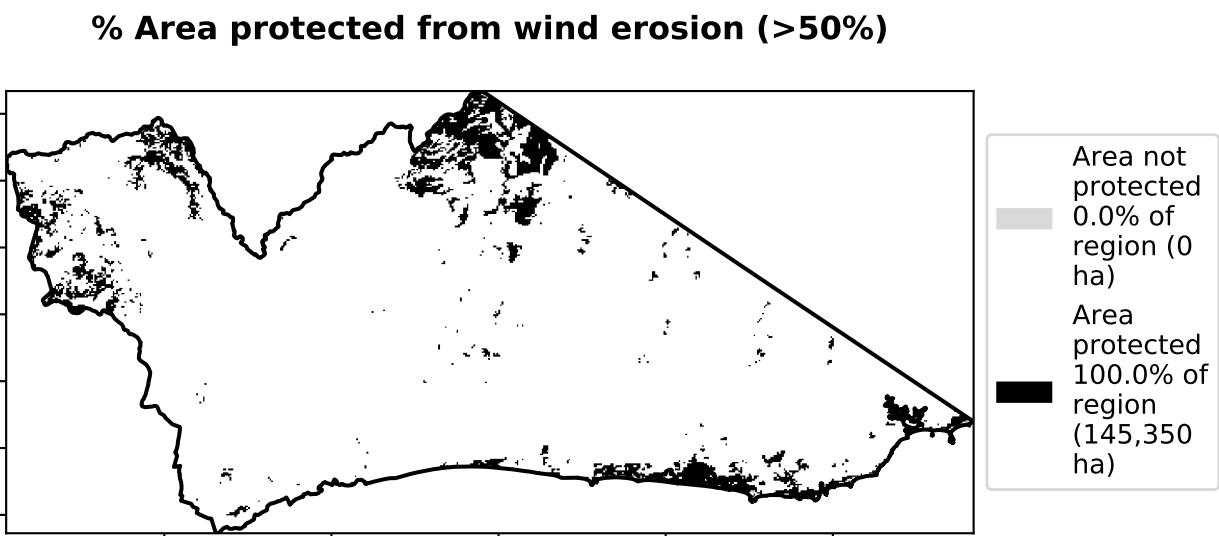 % Area protected from wind erosion (>50%)
Area not
protected
0.0% of
region (0
ha)
Area
protected
100.0% of
region
(145,350
ha)